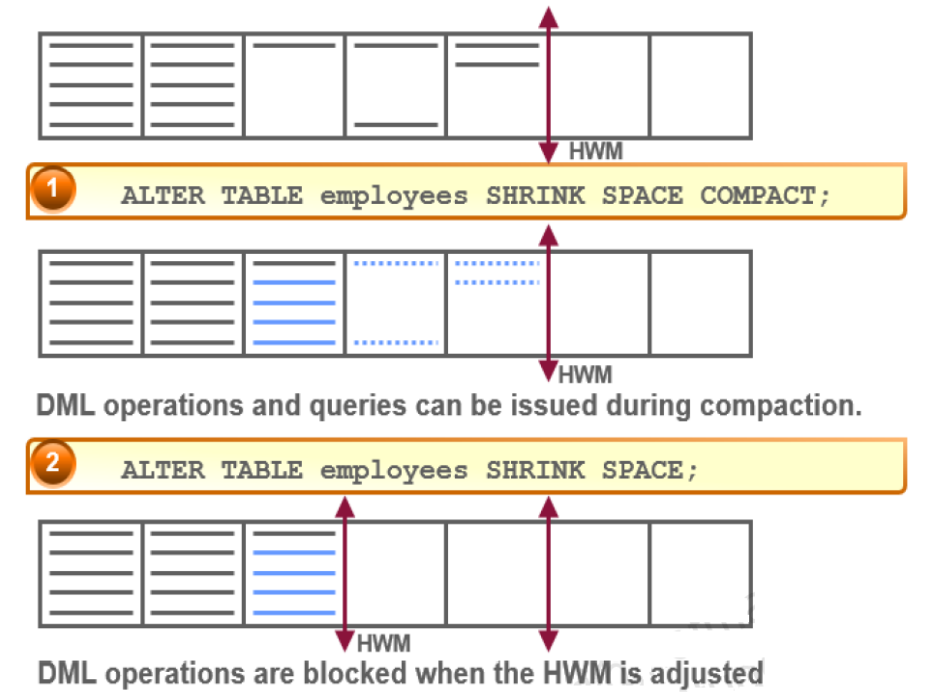 HWM
1 ALTER TABLE employees SHRINK SPACE COMPACT;
HWM
DML operations and queries can be issued during compaction.
2 ALTER TABLE employees SHRINK SPACE;
HWM
DML operations are blocked when the HWM is adjusted